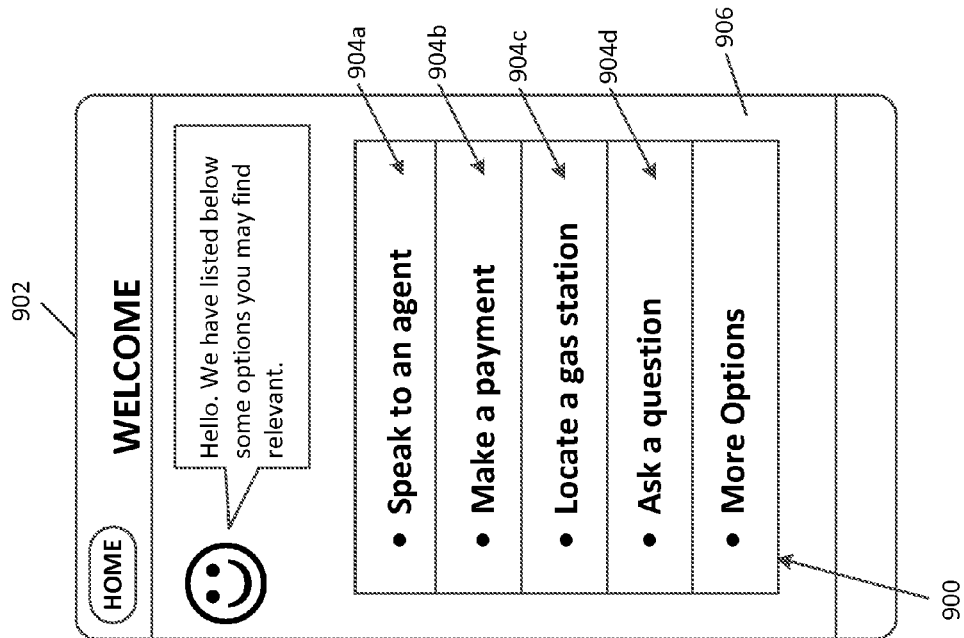 902
HOME
WELCOME
Hello. We have listed below
some options you may find
relevant.
• Speak to an agent
904a
• Make a payment
904b
• Locate a gas station
904c
• Ask a question
904d
• More Options
906
900